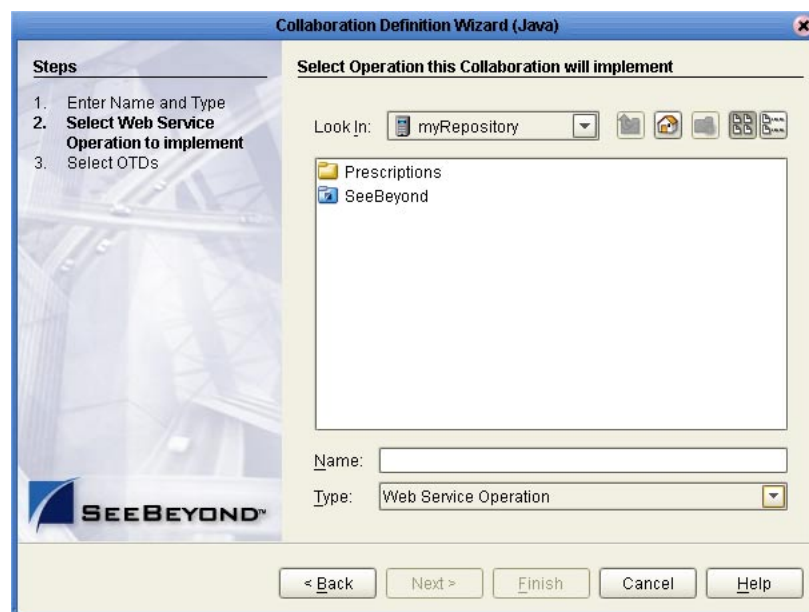 Collaboration Definition Wizard (Java)
Steps
1. Enter Name and Type
2. Select Web Service
Operation to implement
3. Select OTDs
SEEBEYOND™
Select Operation this Collaboration will implement
Look In: myRepository
Prescriptions
SeeBeyond
Name:
Type: Web Service Operation
< Back Next > Finish Cancel Help